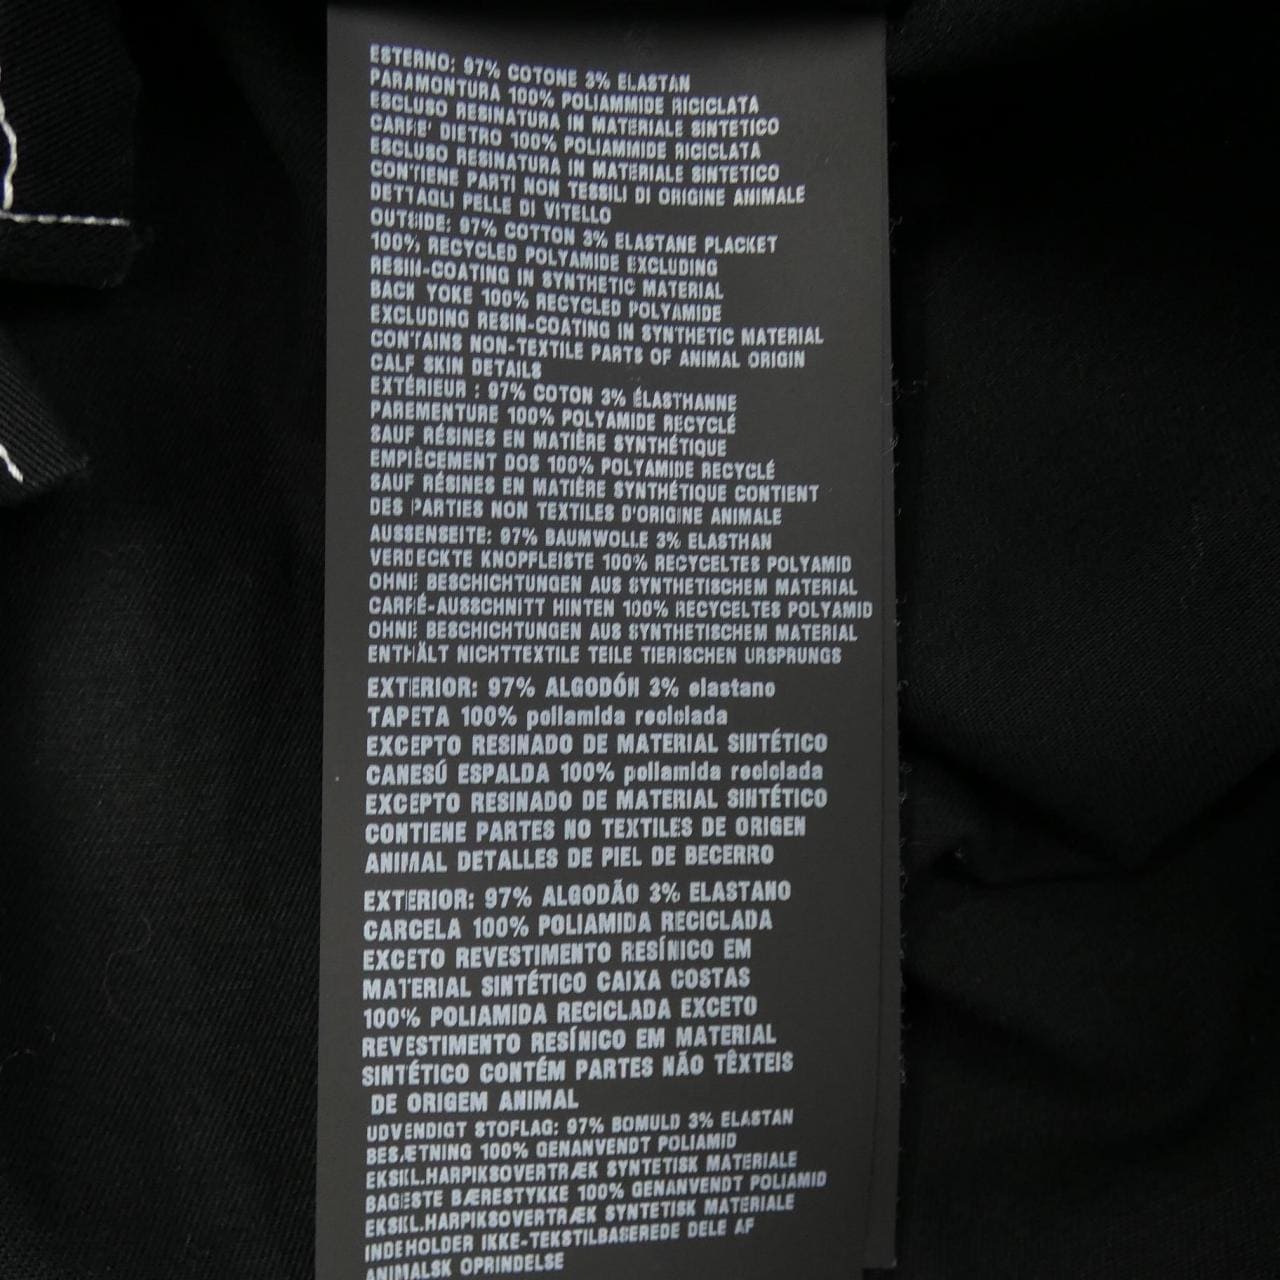 ESTERNO: 97% COTONE 3% ELASTAN
PARAMONTURA 100% POLIAMMIDE RICICLATA
ESCLUSO RESINATURA IN MATERIALE SINTETICO
CARRE' DIETRO 100% POLIAMMIDE RICICLATA
ESCLUSO RESINATURA IN MATERIALE SINTETICO
CONTIENE PARTI NON TESSILI DI ORIGINE ANIMALE
DETTAGLI PELLE DI VITELLO
OUTSIDE: 97% COTTON 3% ELASTANE PLACKET
100% RECYCLED POLYAMIDE EXCLUDING
RESIN-COATING IN SYNTHETIC MATERIAL
BACK YOKE 100% RECYCLED POLYAMIDE
EXCLUDING RESIN-COATING IN SYNTHETIC MATERIAL
CONTAINS NON-TEXTILE PARTS OF ANIMAL ORIGIN
CALF SKIN DETAILS
EXTÉRIEUR : 97% COTON 3% ÉLASTHANNE
PAREMENTURE 100% POLYAMIDE RECYCLÉ
SAUF RÉSINES EN MATIÈRE SYNTHÉTIQUE
EMPIÈCEMENT DOS 100% POLYAMIDE RECYCLÉ
SAUF RÉSINES EN MATIÈRE SYNTHÉTIQUE CONTIENT
DES PARTIES NON TEXTILES D'ORIGINE ANIMALE
AUSSENSEITE: 97% BAUMWOLLE 3% ELASTHAN
VERDECKTE KNOPFLEISTE 100% RECYCELTES POLYAMID
OHNE BESCHICHTUNGEN AUS SYNTHETISCHEM MATERIAL
CARRÉ-AUSSCHNITT HINTEN 100% RECYCELTES POLYAMID
OHNE BESCHICHTUNGEN AUS SYNTHETISCHEM MATERIAL
ENTHÄLT NICHTTEXTILE TEILE TIERISCHEN URSPRUNGS
EXTERIOR: 97% ALGODÓN 3% elastano
TAPETA 100% poliamida reciclada
EXCEPTO RESINADO DE MATERIAL SINTÉTICO
CANESÚ ESPALDA 100% poliamida reciclada
EXCEPTO RESINADO DE MATERIAL SINTÉTICO
CONTIENE PARTES NO TEXTILES DE ORIGEN
ANIMAL DETALLES DE PIEL DE BECERRO
EXTERIOR: 97% ALGODÃO 3% ELASTANO
CARCELA 100% POLIAMIDA RECICLADA
EXCETO REVESTIMENTO RESÍNICO EM
MATERIAL SINTÉTICO CAIXA COSTAS
100% POLIAMIDA RECICLADA EXCETO
REVESTIMENTO RESÍNICO EM MATERIAL
SINTÉTICO CONTÉM PARTES NÃO TÊXTEIS
DE ORIGEM ANIMAL
UDVENDIGT STOFLAG: 97% BOMULD 3% ELASTAN
BESÆTNING 100% GENANVENDT POLIAMID
EKSKL.HARPIKSOVERTRÆK SYNTETISK MATERIALE
BAGESTE BÆRESTYKKE 100% GENANVENDT POLIAMID
EKSKL.HARPIKSOVERTRÆK SYNTETISK MATERIALE
INDEHOLDER IKKE-TEKSTILBASEREDE DELE AF
ANIMALSK OPRINDELSE